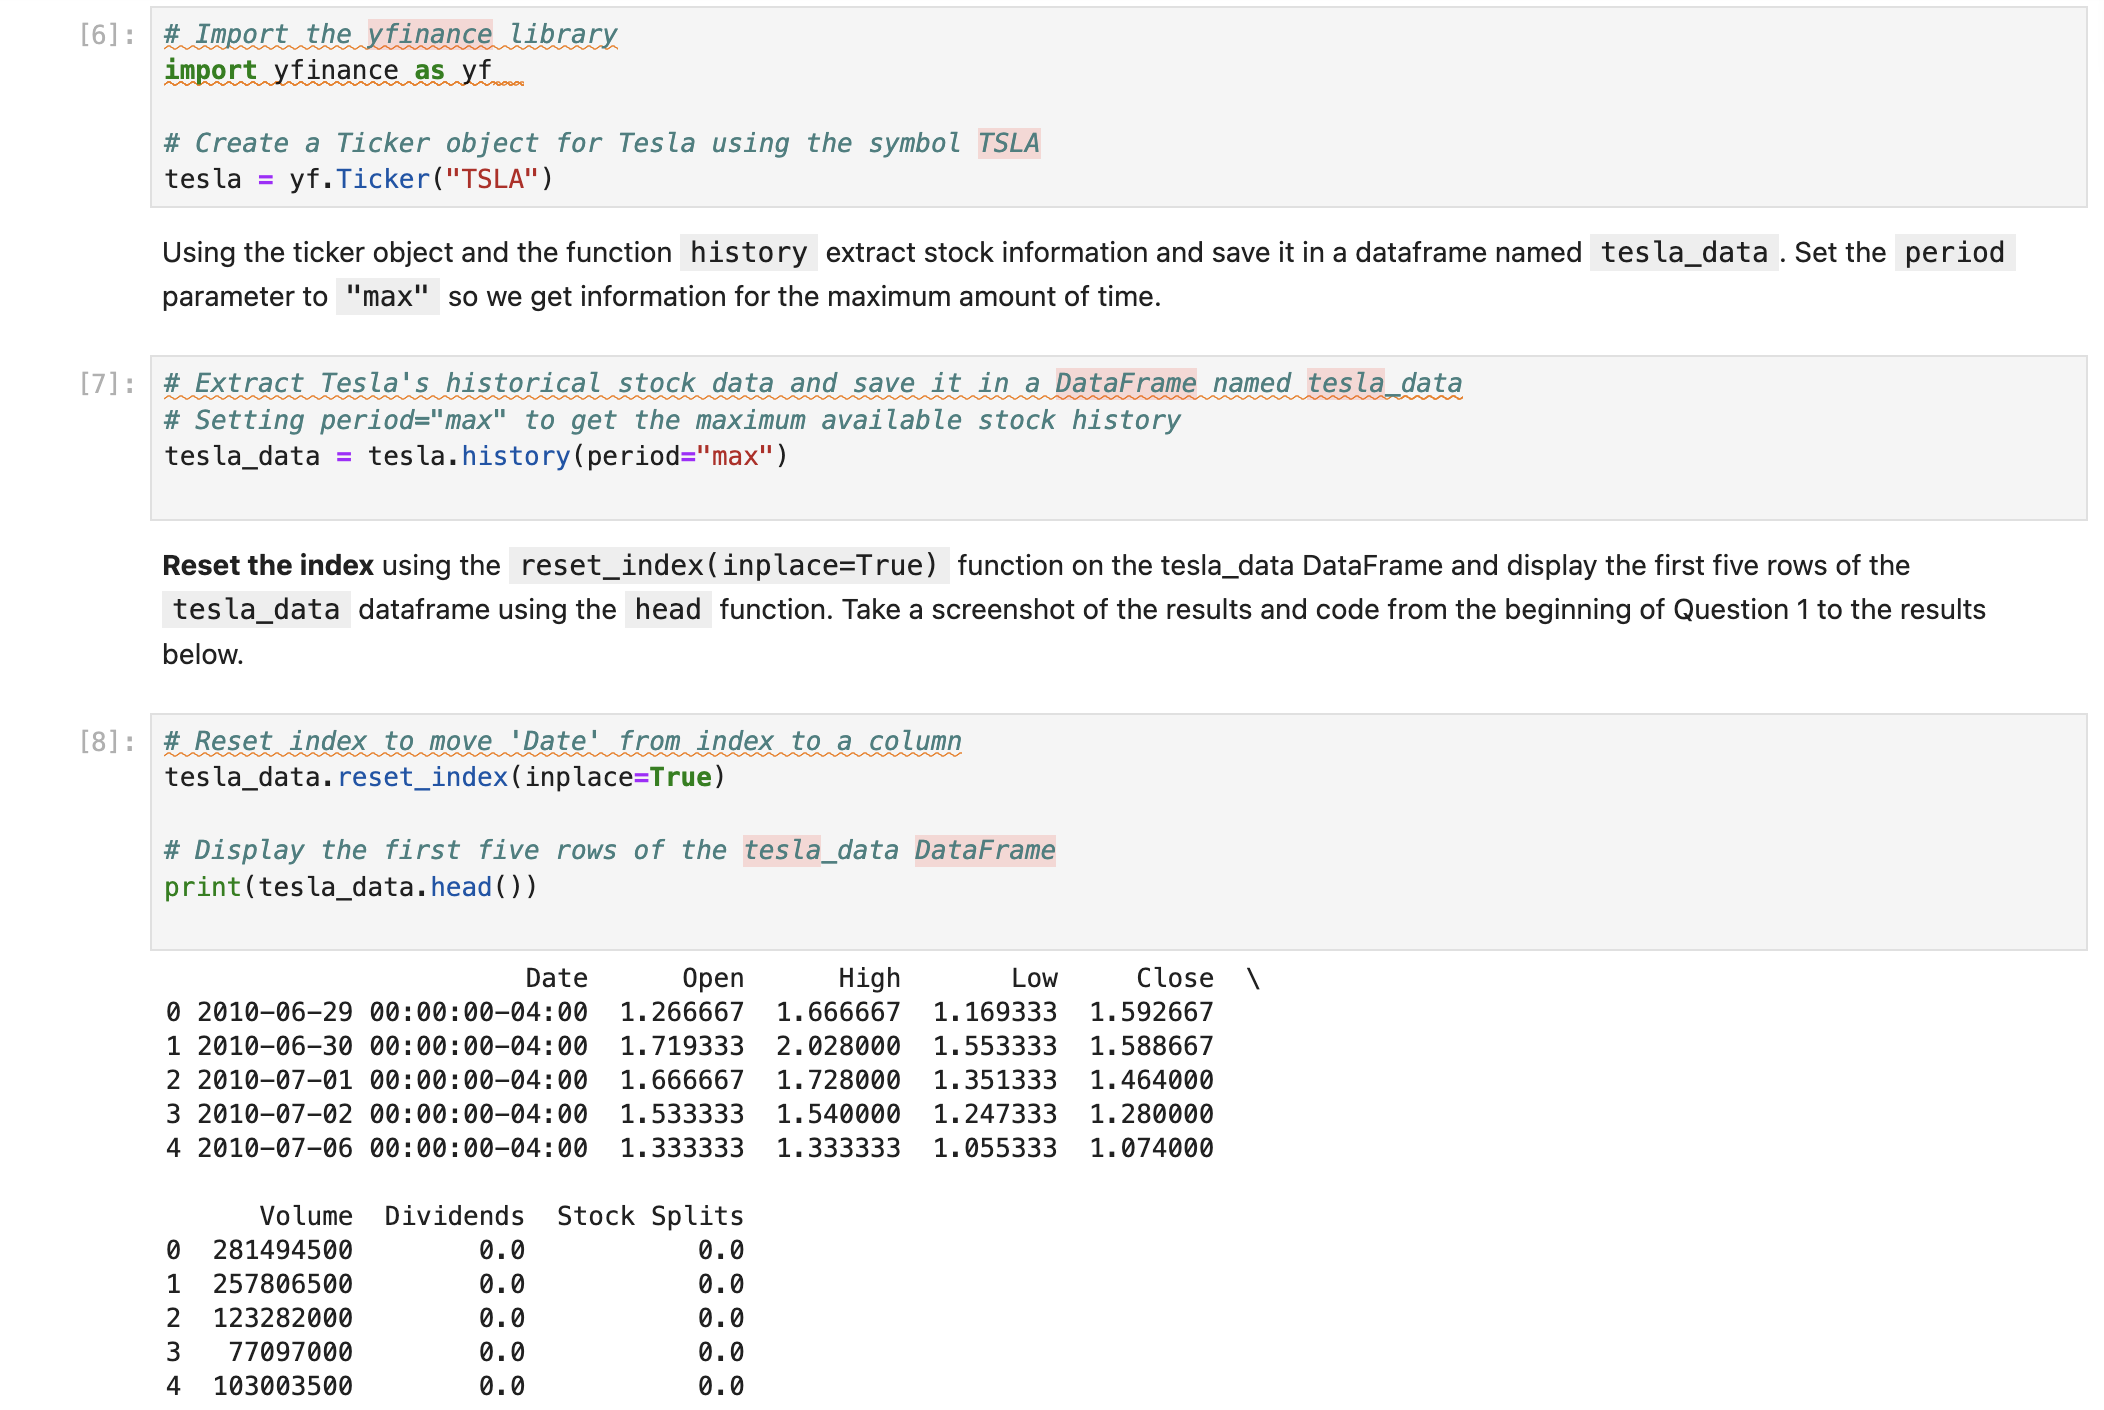 [6]: # Import the yfinance library
import yfinance as yf
# Create a Ticker object for Tesla using the symbol TSLA
tesla = yf.Ticker("TSLA")
Using the ticker object and the function history extract stock information and save it in a dataframe named tesla_data . Set the period
parameter to "max" so we get information for the maximum amount of time.
[7]: # Extract Tesla's historical stock data and save it in a DataFrame named tesla_data
# Setting period="max" to get the maximum available stock history
tesla_data = tesla.history(period="max")
Reset the index using the reset_index(inplace=True) function on the tesla_data DataFrame and display the first five rows of the
tesla_data dataframe using the head function. Take a screenshot of the results and code from the beginning of Question 1 to the results
below.
[8]: # Reset index to move 'Date' from index to a column
tesla_data.reset_index(inplace=True)
# Display the first five rows of the tesla_data DataFrame
print(tesla_data.head())
Date Open High Low Close \
0 2010-06-29 00:00:00-04:00 1.266667 1.666667 1.169333 1.592667
1 2010-06-30 00:00:00-04:00 1.719333 2.028000 1.553333 1.588667
2 2010-07-01 00:00:00-04:00 1.666667 1.728000 1.351333 1.464000
3 2010-07-02 00:00:00-04:00 1.533333 1.540000 1.247333 1.280000
4 2010-07-06 00:00:00-04:00 1.333333 1.333333 1.055333 1.074000
Volume Dividends Stock Splits
0 281494500 0.0 0.0
1 257806500 0.0 0.0
2 123282000 0.0 0.0
3 77097000 0.0 0.0
4 103003500 0.0 0.0